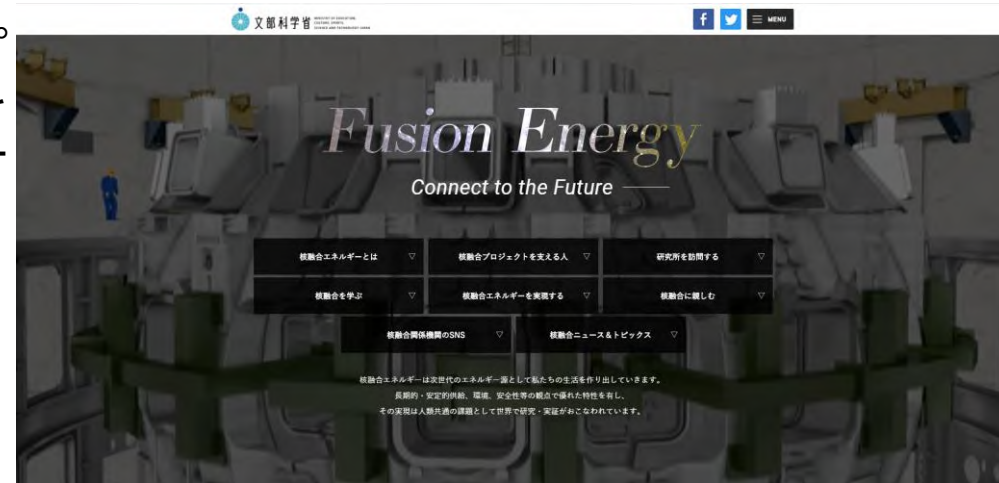 文部科学省
MINISTRY OF EDUCATION,
CULTURE, SPORTS,
SCIENCE AND TECHNOLOGY-JAPAN
MENU
Fusion Energy
Connect to the Future
核融合エネルギーとは
核融合プロジェクトを支える人
研究所を訪問する
核融合を学ぶ
核融合エネルギーを実現する
核融合に親しむ
核融合関係機関のSNS
核融合ニュース&トピックス
核融合エネルギーは次世代のエネルギー源として私たちの生活を作り出していきます。
長期的・安定的供給、環境、安全性等の観点で優れた特性を有し、
その実現は人類共通の課題として世界で研究・実証がおこなわれています。